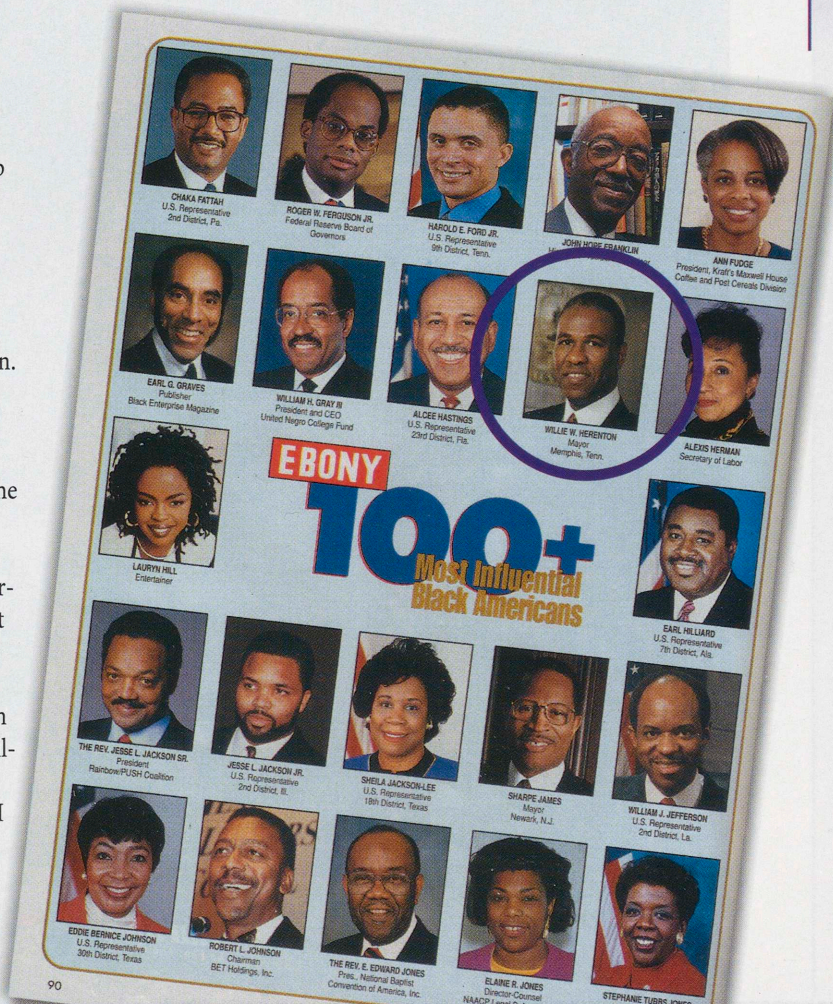 CHAKA FATTAH
U.S. Representative
2nd District, Pa.
ROGER W. FERGUSON JR.
Federal Reserve Board of
Governors
HAROLD E. FORD JR.
U.S. Representative
9th District, Tenn.
JOHN HOPE FRANKLIN
ANN FUDGE
President, Kraft's Maxwell House
Coffee and Post Cereals Division
EARL G. GRAVES
Publisher
Black Enterprise Magazine
WILLIAM H. GRAY III
President and CEO
United Negro College Fund
ALCEE HASTINGS
U.S. Representative
23rd District, Fla.
WILLIE W. HERENTON
Mayor
Memphis, Tenn.
ALEXIS HERMAN
Secretary of Labor
LAURYN HILL
Entertainer
EBONY
100+
Most Influential
Black Americans
EARL HILLIARD
U.S. Representative
7th District, Ala.
THE REV. JESSE L. JACKSON SR.
President
Rainbow/PUSH Coalition
JESSE L. JACKSON JR.
U.S. Representative
2nd District, Ill.
SHEILA JACKSON-LEE
U.S. Representative
18th District, Texas
SHARPE JAMES
Mayor
Newark, N.J.
WILLIAM J. JEFFERSON
U.S. Representative
2nd District, La.
EDDIE BERNICE JOHNSON
U.S. Representative
30th District, Texas
ROBERT L. JOHNSON
Chairman
BET Holdings, Inc.
THE REV. E. EDWARD JONES
Pres., National Baptist
Convention of America, Inc.
ELAINE R. JONES
Director-Counsel
NAACP Legal
STEPHANIE TUBBS JONES
90